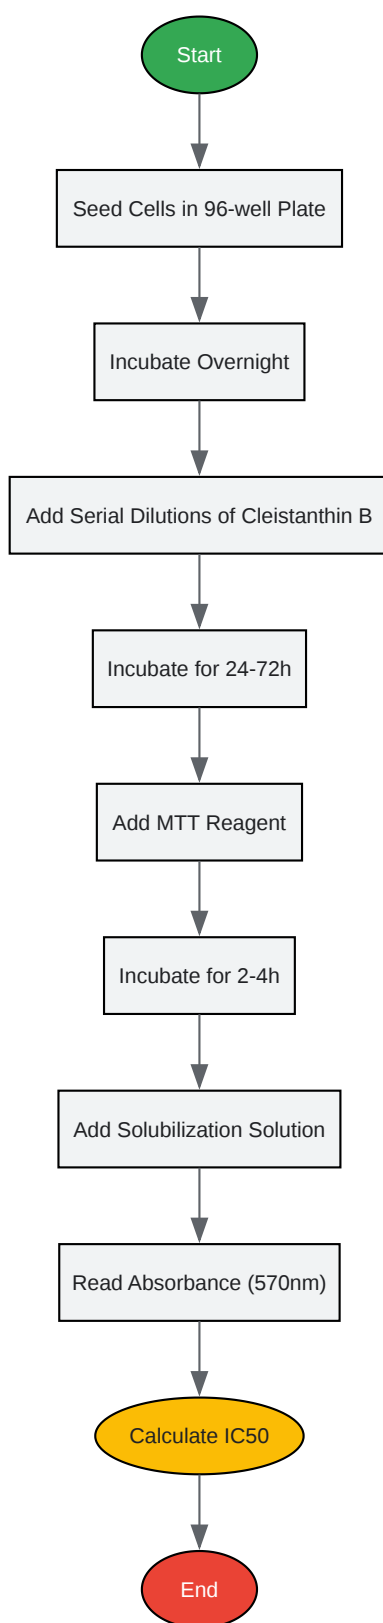 Start
Seed Cells in 96-well Plate
Incubate Overnight
Add Serial Dilutions of Cleistanthin B
Incubate for 24-72h
Add MTT Reagent
Incubate for 2-4h
Add Solubilization Solution
Read Absorbance (570nm)
Calculate IC50
End